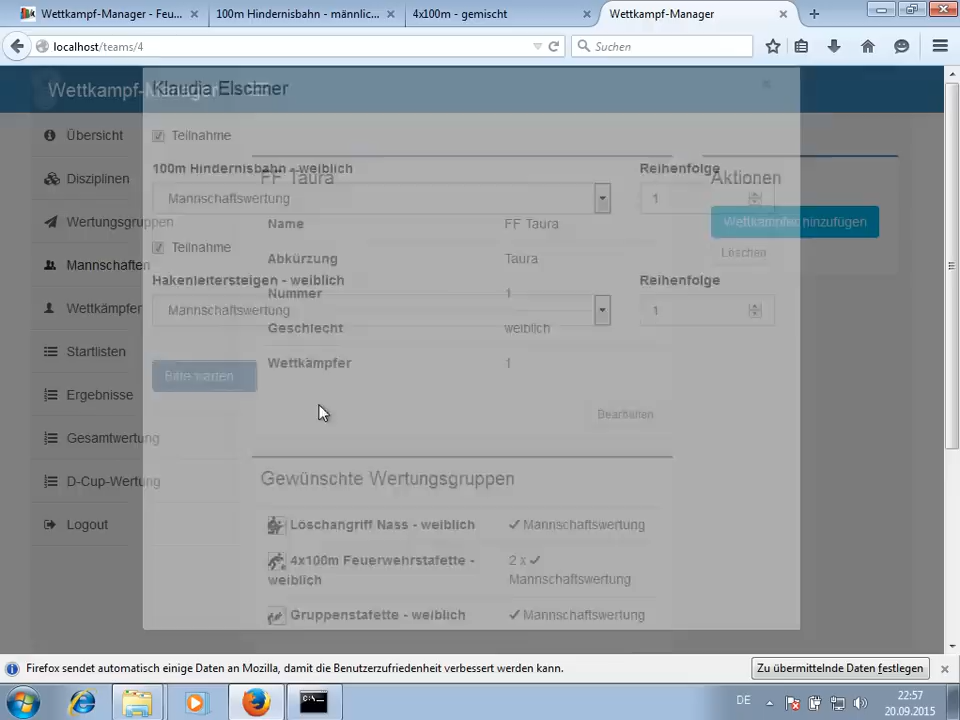 Wettkampf-Manager - Feu...
100m Hindernisbahn - männlic...
4x100m - gemischt
Wettkampf-Manager
localhost/teams/4
Suchen
Wettkampf-Manager
Klaudia Elschner
Übersicht
Disziplinen
Wertungsgruppen
Mannschaften
Wettkämpfer
Startlisten
Ergebnisse
Gesamtwertung
D-Cup-Wertung
Logout
Teilnahme
100m Hindernisbahn - weiblich
Reihenfolge
Mannschaftswertung
1
Teilnahme
Hakenleitersteigen - weiblich
Reihenfolge
Mannschaftswertung
1
Bitte warten
FF Taura
Name FF Taura
Abkürzung Taura
Nummer 1
Geschlecht weiblich
Wettkämpfer 1
Bearbeiten
Aktionen
Wettkämpfer hinzufügen
Löschen
Gewünschte Wertungsgruppen
Löschangriff Nass - weiblich Mannschaftswertung
4x100m Feuerwehrstafette - weiblich
2 x
Mannschaftswertung
Gruppenstafette - weiblich Mannschaftswertung
Firefox sendet automatisch einige Daten an Mozilla, damit die Benutzerzufriedenheit verbessert werden kann.
Zu übermittelnde Daten festlegen
DE
22:57
20.09.2015